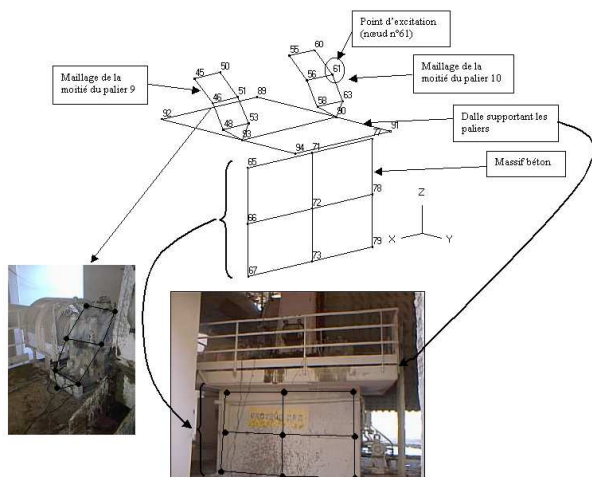 Point d'excitation
(nœud n°61)
55
60
61
45
50
56
Maillage de la
moitié du palier 9
Maillage de la
moitié du palier 10
46
51
89
58
63
92
90
48
53
93
Dalle supportant les
paliers
91
77
94
71
65
Massif béton
78
66
72
Z
X
Y
79
67
73